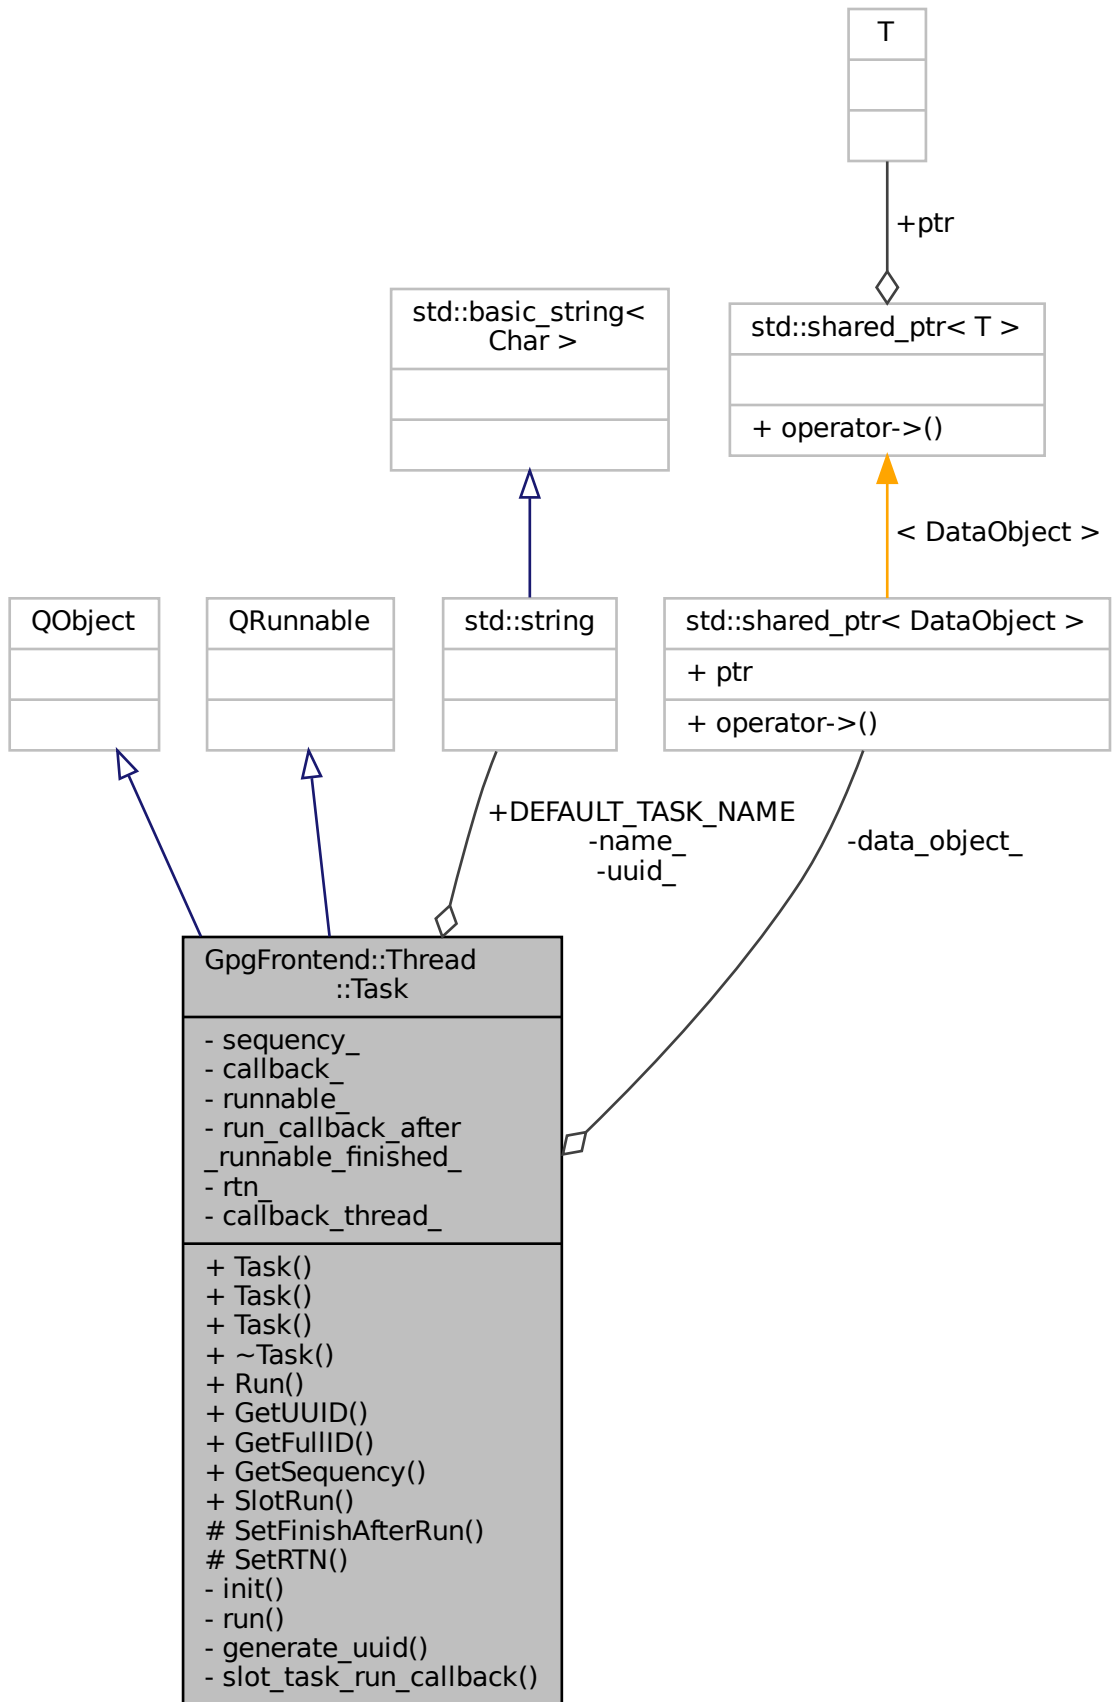 T
+ptr
std::basic_string<
Char >
std::shared_ptr< T >
+ operator->()
< DataObject >
QObject
QRunnable
std::string
std::shared_ptr< DataObject >
+ ptr
+ operator->()
+DEFAULT_TASK_NAME
-name_
-uuid_
-data_object_
GpgFrontend::Thread
::Task
- sequency_
- callback_
- runnable_
- run_callback_after
_runnable_finished_
- rtn_
- callback_thread_
+ Task()
+ Task()
+ Task()
+ ~Task()
+ Run()
+ GetUUID()
+ GetFullID()
+ GetSequency()
+ SlotRun()
# SetFinishAfterRun()
# SetRTN()
- init()
- run()
- generate_uuid()
- slot_task_run_callback()